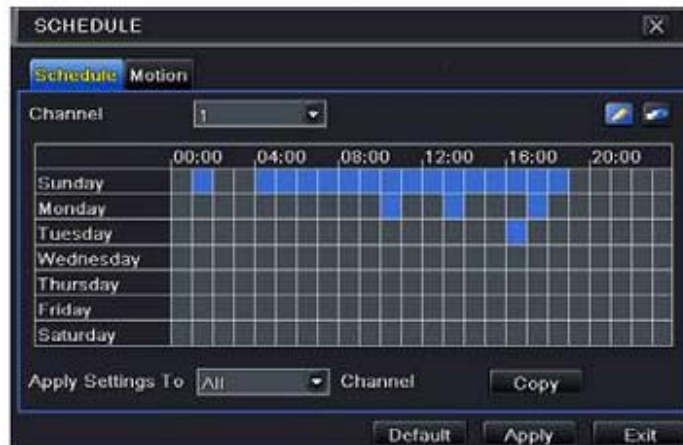 SCHEDULE
Schedule Motion
Channel 1
00:00 04:00 08:00 12:00 16:00 20:00
Sunday
Monday
Tuesday
Wednesday
Thursday
Friday
Saturday
Apply Settings To All Channel Copy
Default Apply Exit